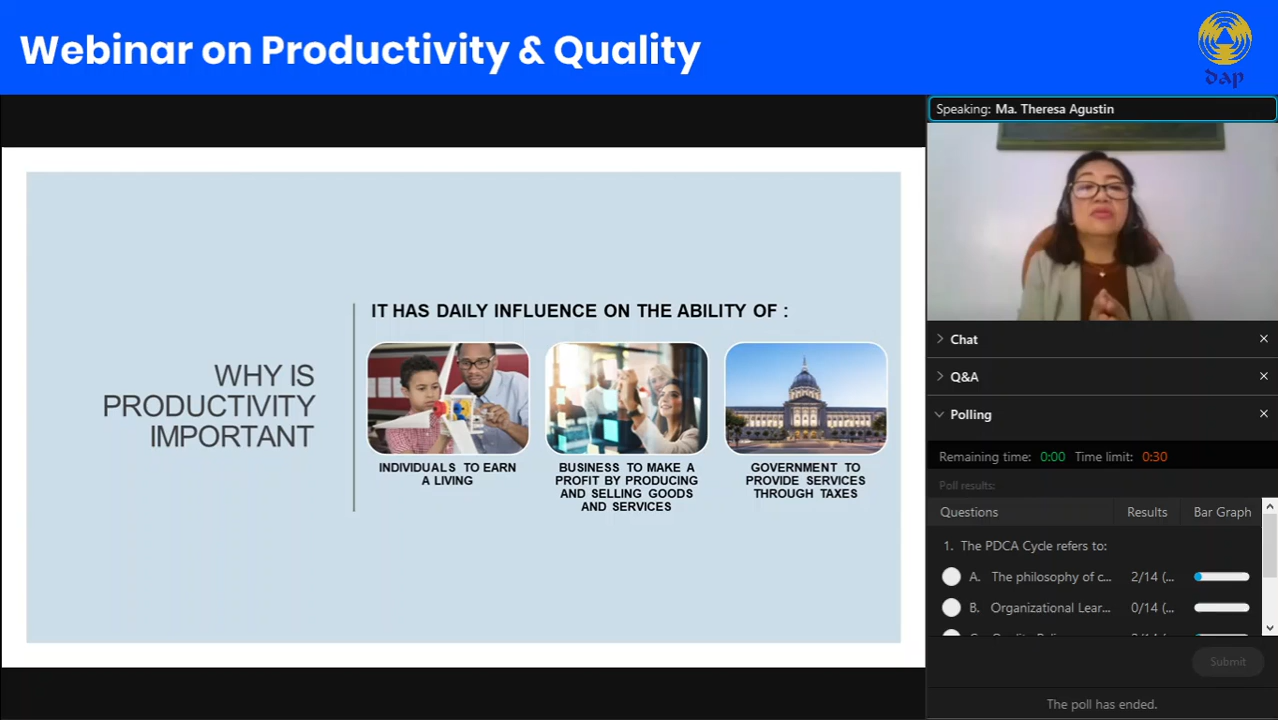 Webinar on Productivity & Quality
dap
WHY IS
PRODUCTIVITY
IMPORTANT
IT HAS DAILY INFLUENCE ON THE ABILITY OF :
INDIVIDUALS TO EARN
A LIVING
BUSINESS TO MAKE A
PROFIT BY PRODUCING
AND SELLING GOODS
AND SERVICES
GOVERNMENT TO
PROVIDE SERVICES
THROUGH TAXES
Speaking: Ma. Theresa Agustin
Chat
Q&A
Polling
Remaining time: 0:00 Time limit: 0:30
Poll results:
Questions Results Bar Graph
1. The PDCA Cycle refers to:
A. The philosophy of c... 2/14 (...
B. Organizational Lear... 0/14 (...
Submit
The poll has ended.